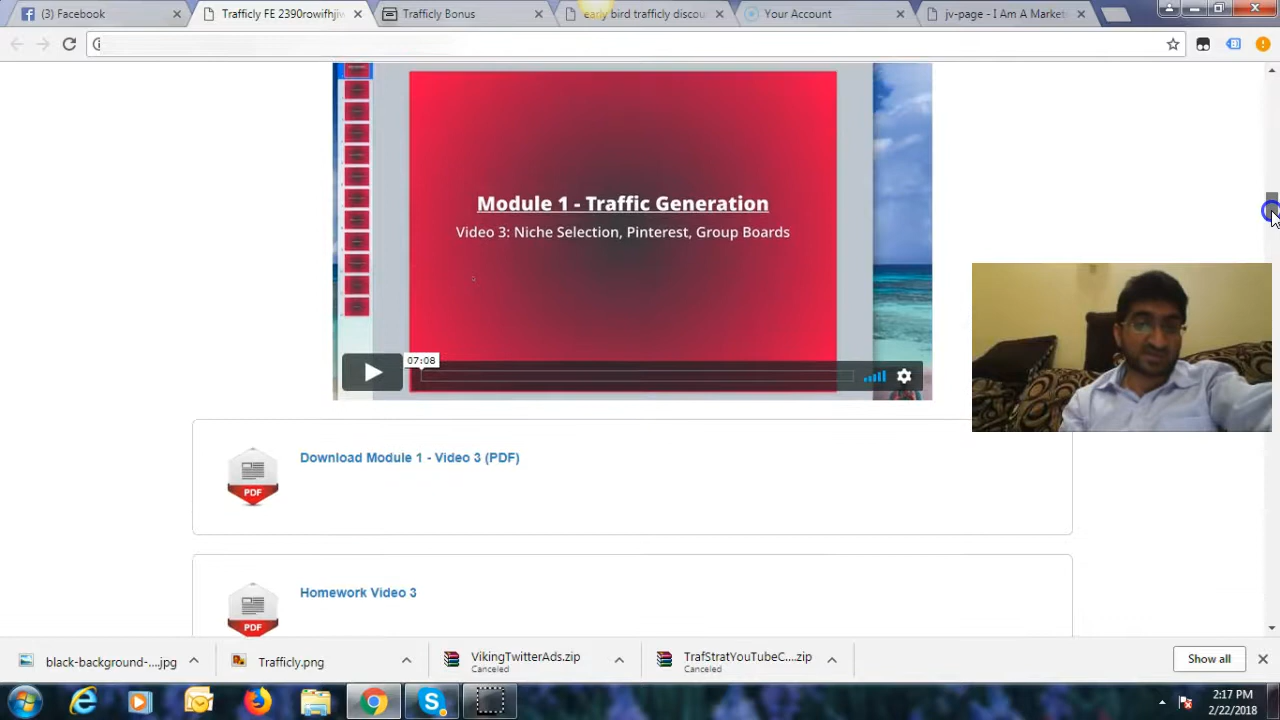 (3) Facebook
Trafficly FE 2390rowifhjiw
Trafficly Bonus
early bird trafficly discou
Your Account
jv-page - I Am A Market
Module 1 - Traffic Generation
Video 3: Niche Selection, Pinterest, Group Boards
07:08
Download Module 1 - Video 3 (PDF)
PDF
Homework Video 3
PDF
black-background-....jpg
Trafficly.png
VikingTwitterAds.zip
Canceled
TrafStratYouTubeC....zip
Canceled
Show all
2:17 PM
2/22/2018